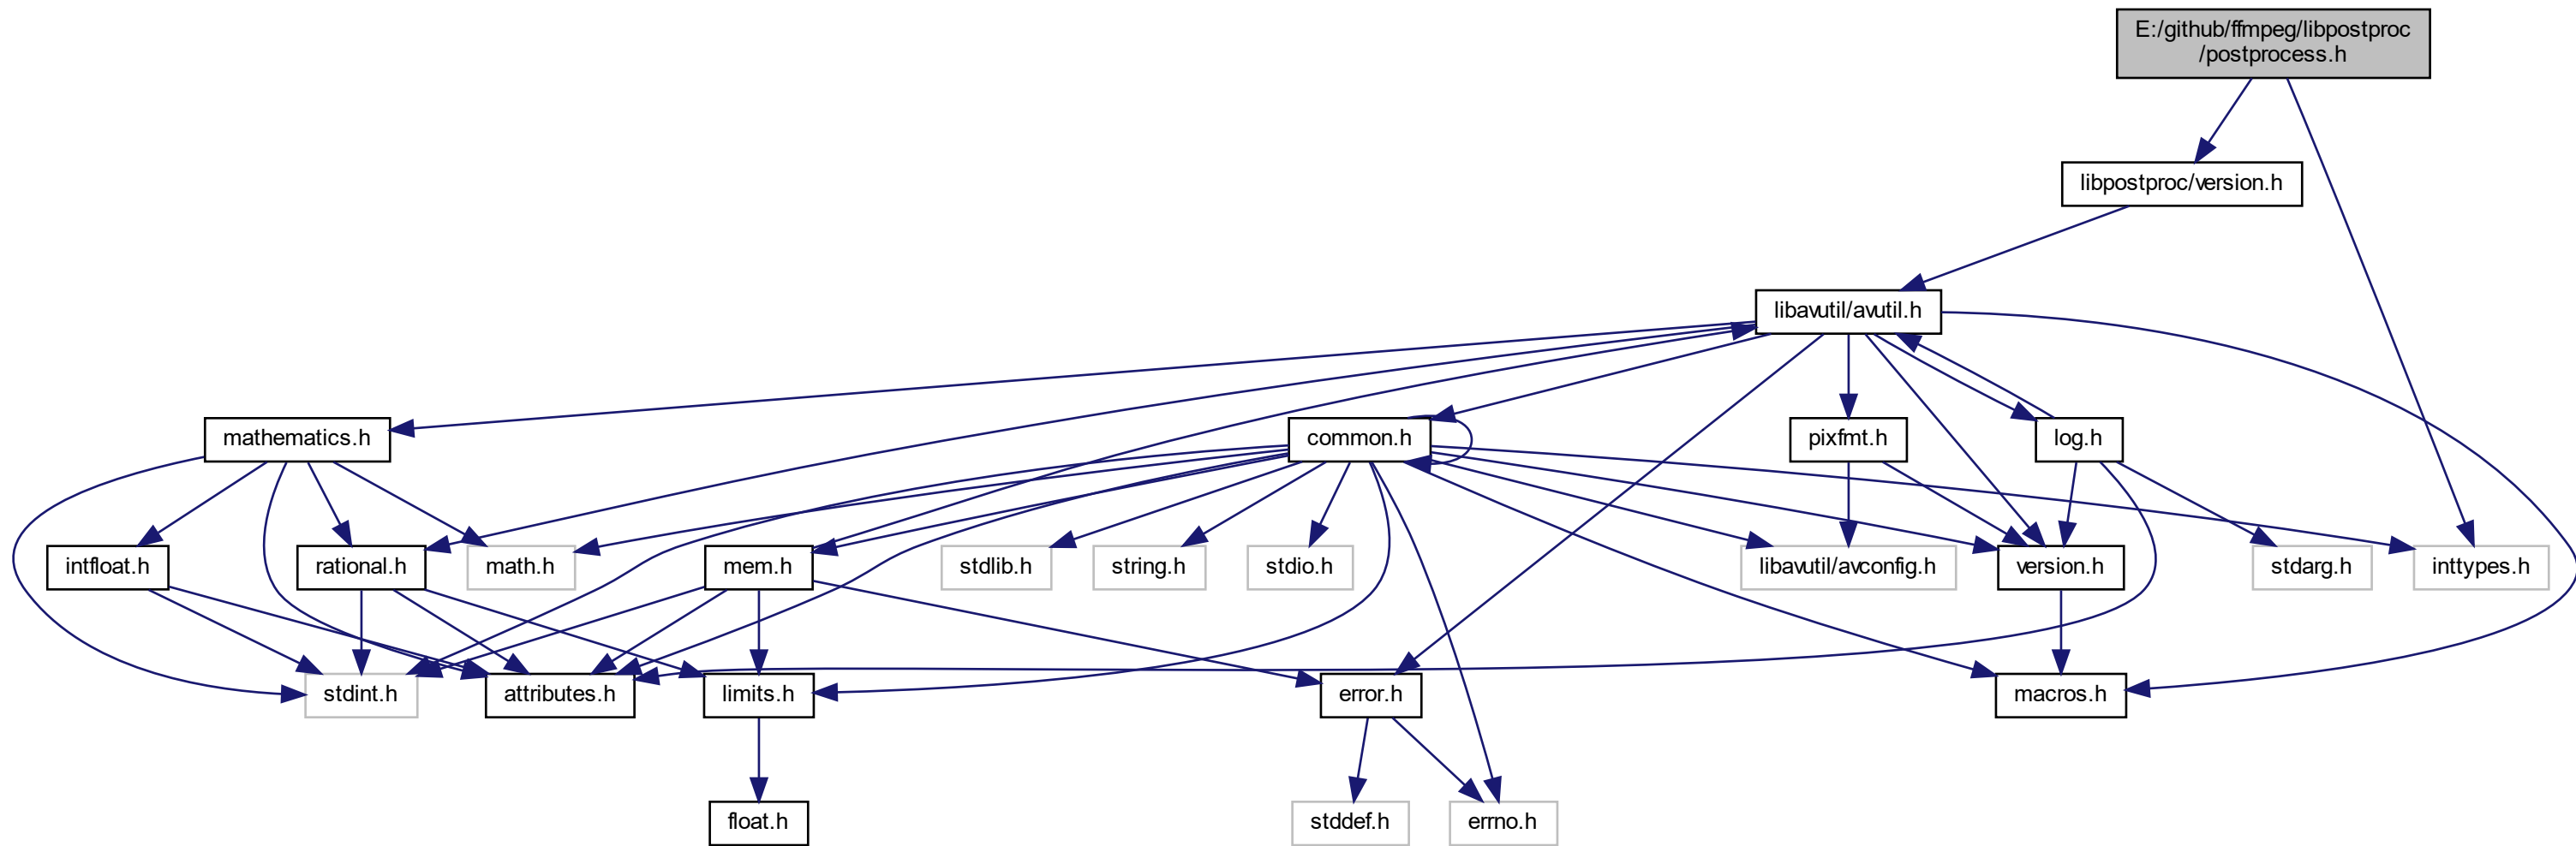 E:/github/ffmpeg/libpostproc
/postprocess.h
libpostproc/version.h
libavutil/avutil.h
mathematics.h
common.h
pixfmt.h
log.h
intfloat.h
rational.h
math.h
mem.h
stdlib.h
string.h
stdio.h
libavutil/avconfig.h
version.h
stdarg.h
inttypes.h
stdint.h
attributes.h
limits.h
error.h
macros.h
float.h
stddef.h
errno.h